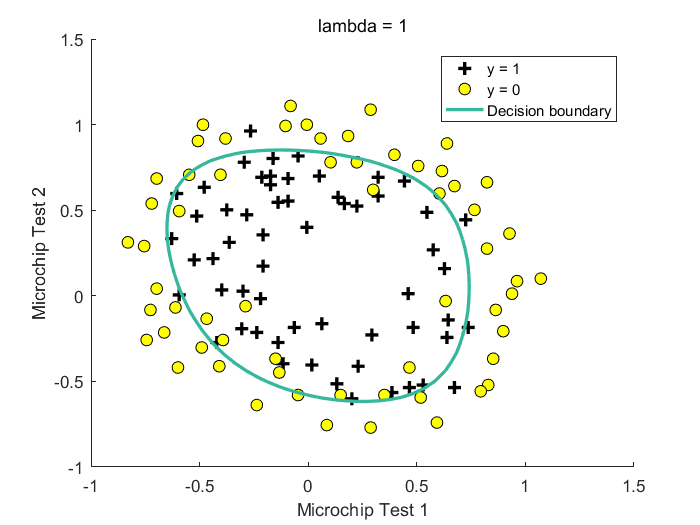 lambda = 1
1.5
1
0.5
0
-0.5
-1
Microchip Test 2
y = 1
y = 0
Decision boundary
-1
-0.5
0
0.5
1
1.5
Microchip Test 1